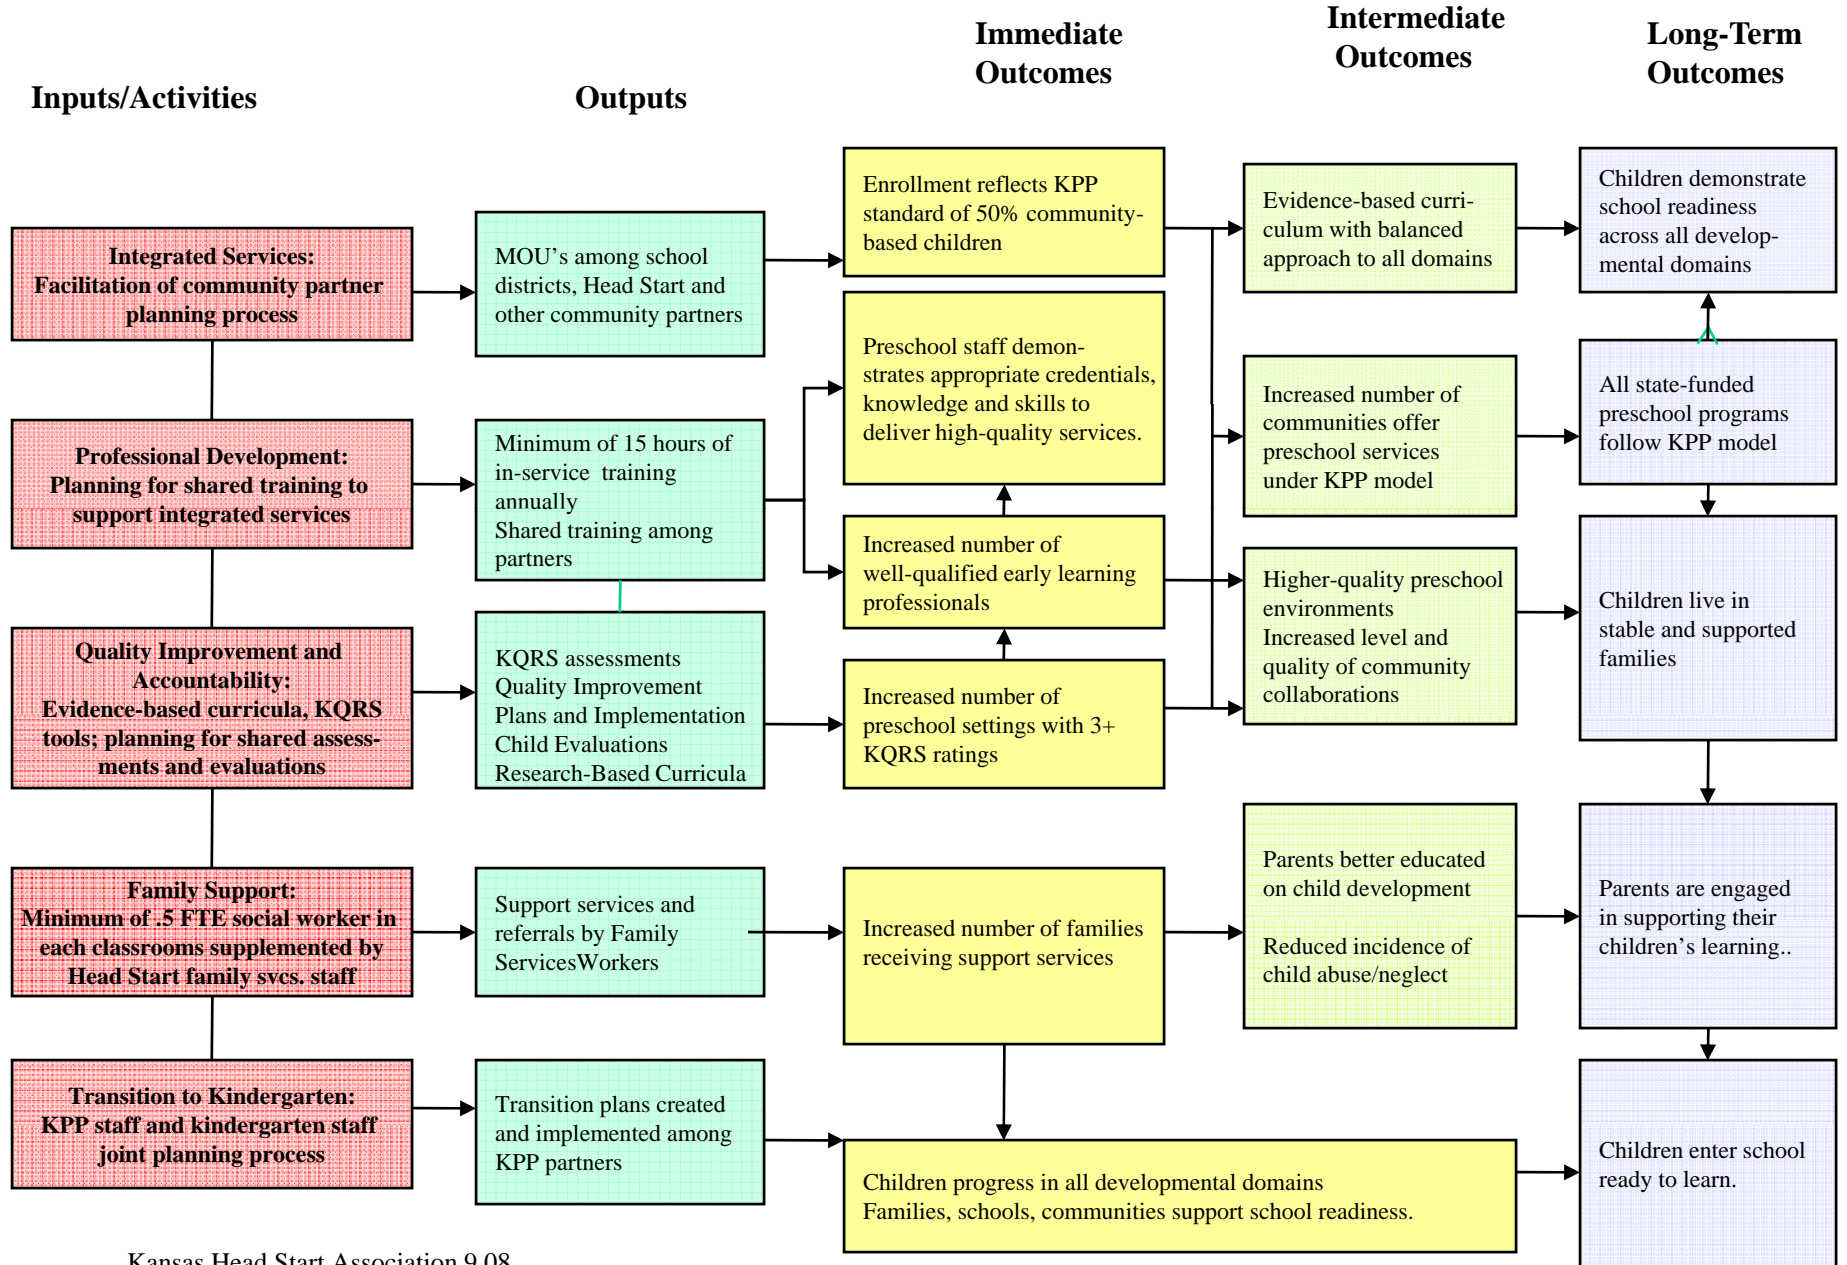 Inputs/Activities
Outputs
Immediate
Outcomes
Intermediate
Outcomes
Long-Term
Outcomes
Integrated Services:
Facilitation of community partner
planning process
Professional Development:
Planning for shared training to
support integrated services
Quality Improvement and
Accountability:
Evidence-based curricula, KQRS
tools; planning for shared assess-
ments and evaluations
Family Support:
Minimum of .5 FTE social worker in
each classrooms supplemented by
Head Start family svcs. staff
Transition to Kindergarten:
KPP staff and kindergarten staff
joint planning process
MOU's among school
districts, Head Start and
other community partners
Minimum of 15 hours of
in-service training
annually
Shared training among
partners
KQRS assessments
Quality Improvement
Plans and Implementation
Child Evaluations
Research-Based Curricula
Support services and
referrals by Family
ServicesWorkers
Transition plans created
and implemented among
KPP partners
Enrollment reflects KPP
standard of 50% community-
based children
Preschool staff demon-
strates appropriate credentials,
knowledge and skills to
deliver high-quality services.
Increased number of
well-qualified early learning
professionals
Increased number of
preschool settings with 3+
KQRS ratings
Increased number of families
receiving support services
Children progress in all developmental domains
Families, schools, communities support school readiness.
Evidence-based curri-
culum with balanced
approach to all domains
Increased number of
communities offer
preschool services
under KPP model
Higher-quality preschool
environments
Increased level and
quality of community
collaborations
Parents better educated
on child development
Reduced incidence of
child abuse/neglect
Children demonstrate
school readiness
across all develop-
mental domains
All state-funded
preschool programs
follow KPP model
Children live in
stable and supported
families
Parents are engaged
in supporting their
children's learning..
Children enter school
ready to learn.
Kansas Head Start Association 9.08